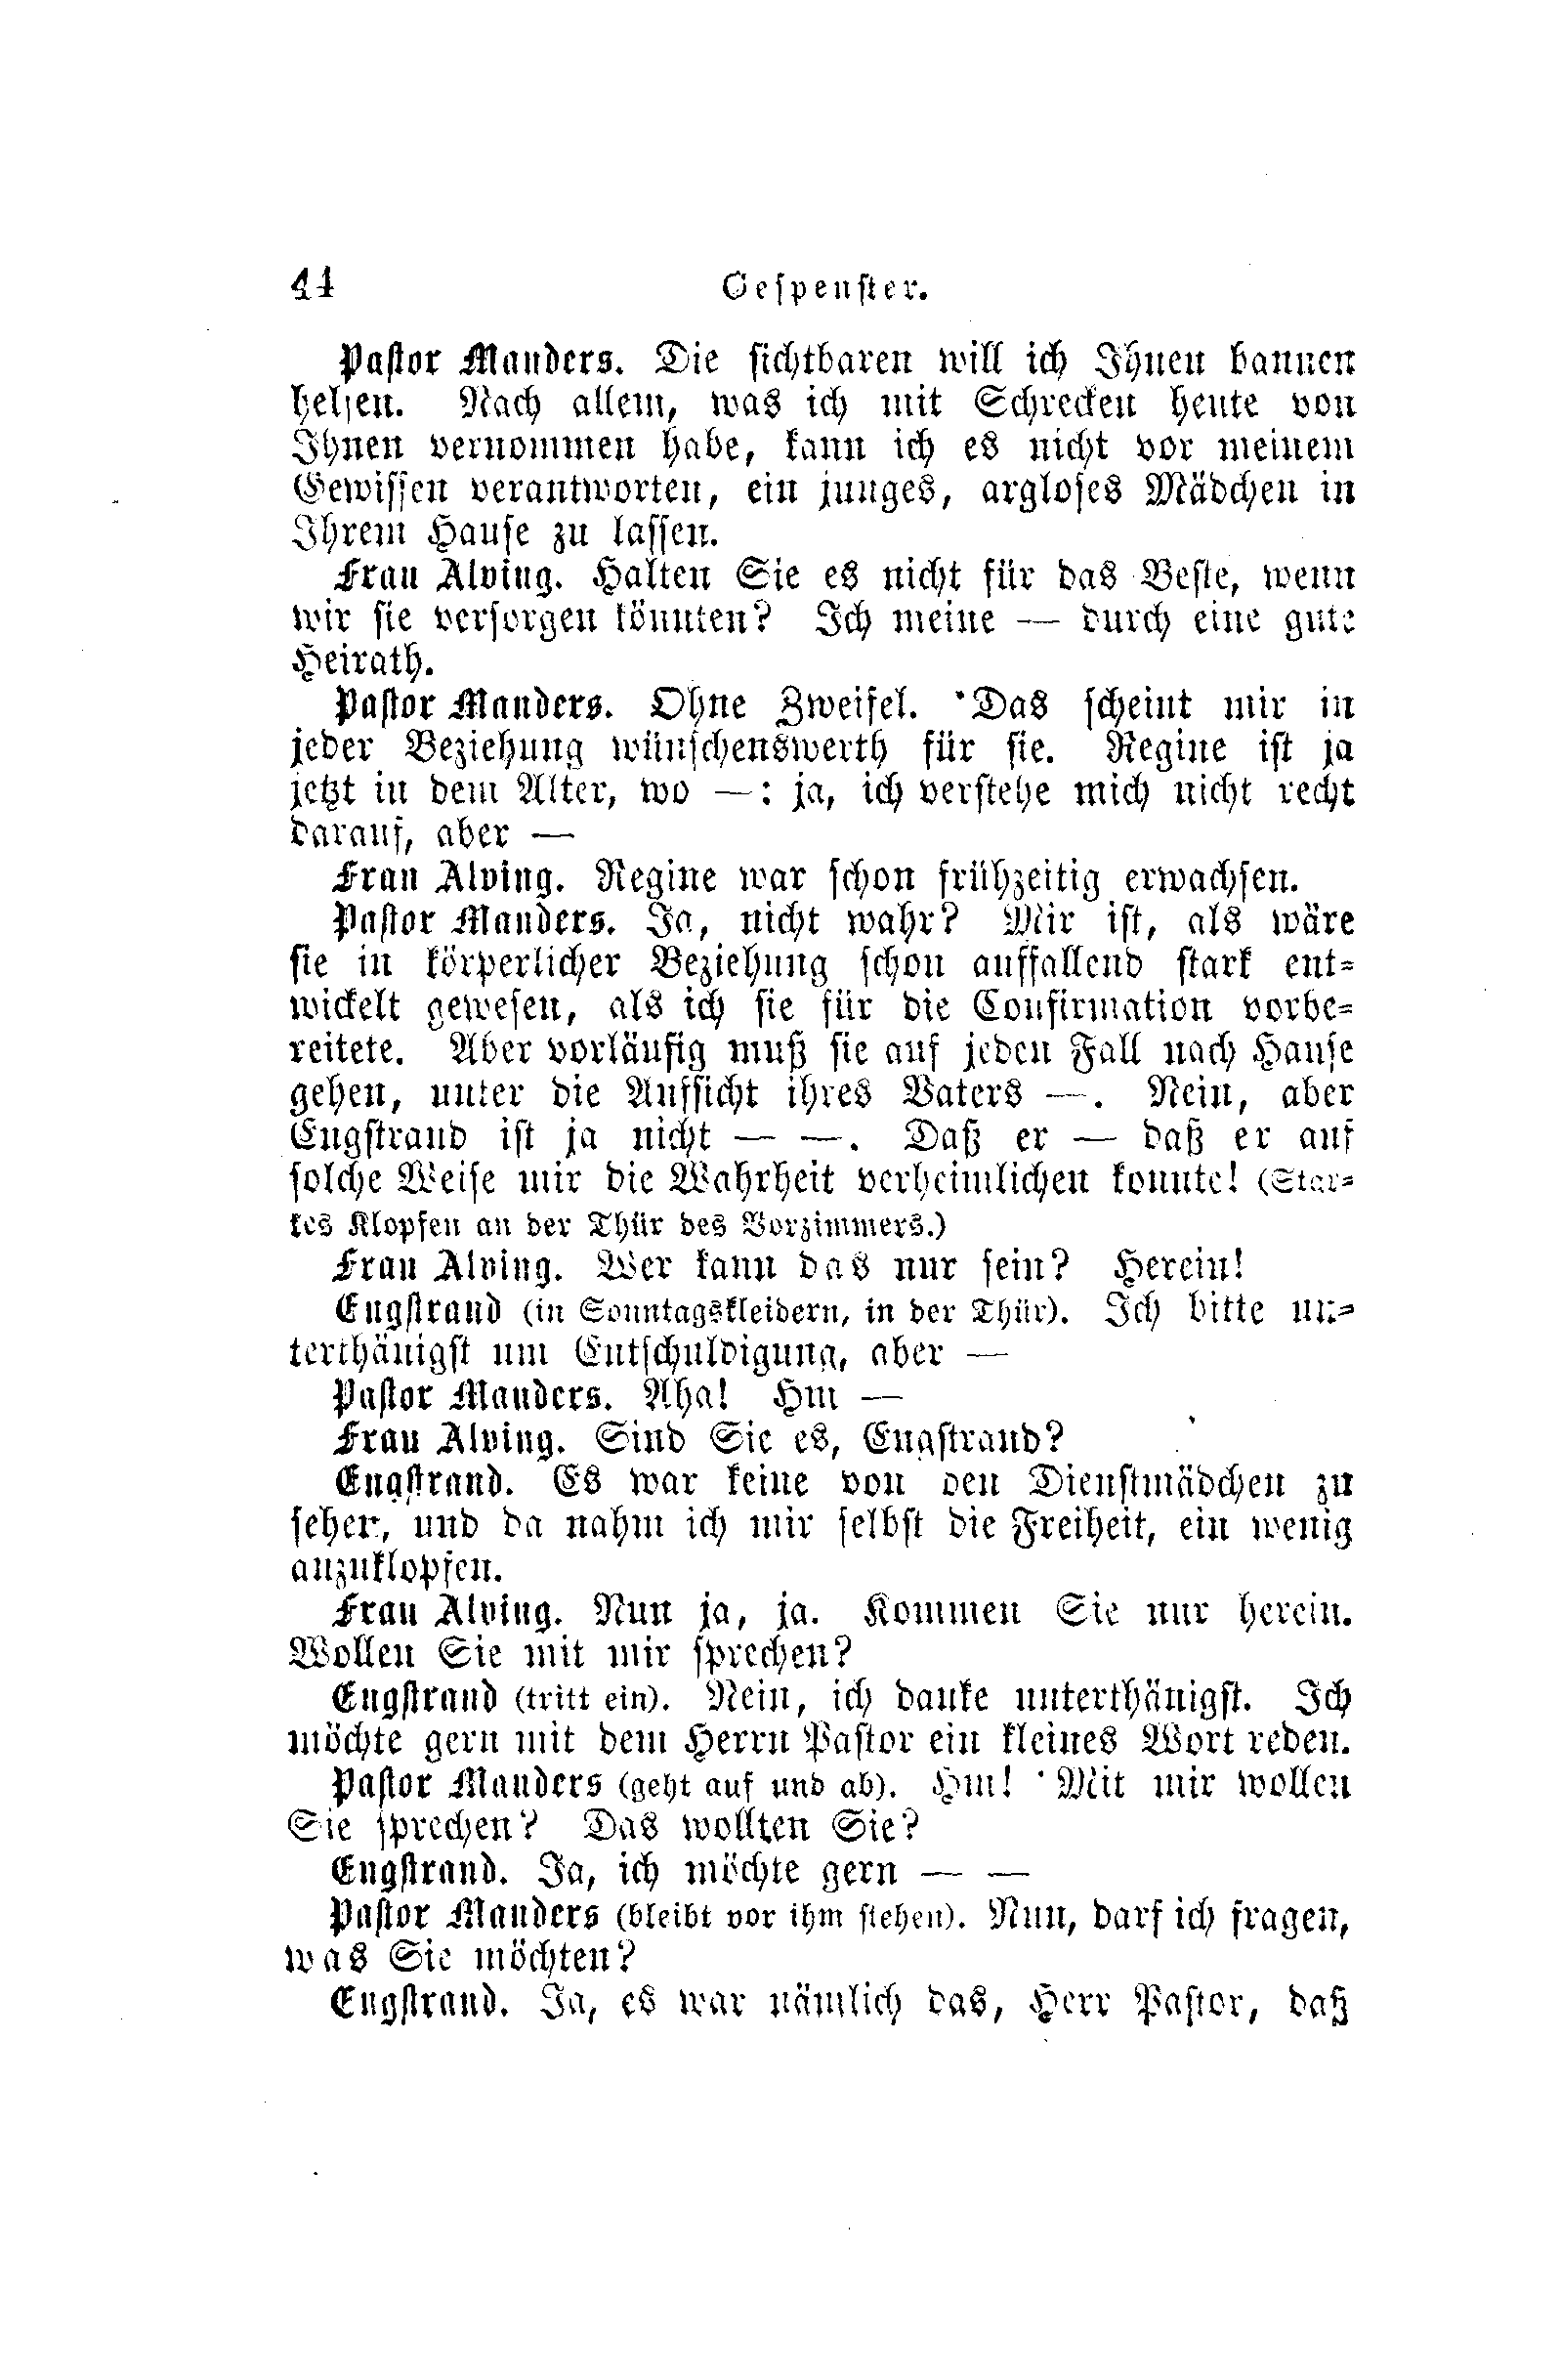 44 Gespenster.
Pastor Manders. Die sichtbaren will ich Ihnen bannen
helfen. Nach allem, was ich mit Schrecken heute von
Ihnen vernommen habe, kann ich es nicht vor meinem
Gewissen verantworten, ein junges, argloses Mädchen in
Ihrem Hause zu lassen.
Frau Alving. Halten Sie es nicht für das Beste, wenn
wir sie versorgen könnten? Ich meine — durch eine gute
Heirath.
Pastor Manders. Ohne Zweifel. Das scheint mir in
jeder Beziehung wünschenswerth für sie. Regine ist ja
jetzt in dem Alter, wo —: ja, ich verstehe mich nicht recht
darauf, aber —
Frau Alving. Regine war schon frühzeitig erwachsen.
Pastor Manders. Ja, nicht wahr? Mir ist, als wäre
sie in körperlicher Beziehung schon auffallend stark ent-
wickelt gewesen, als ich sie für die Confirmation vorbe-
reitete. Aber vorläufig muß sie auf jeden Fall nach Hause
gehen, unter die Aufsicht ihres Vaters —. Nein, aber
Engstrand ist ja nicht — —. Daß er — daß er auf
solche Weise mir die Wahrheit verheimlichen konnte! (Star-
kes Klopfen an der Thür des Vorzimmers.)
Frau Alving. Wer kann das nur sein? Herein!
Engstrand (in Sonntagskleidern, in der Thür). Ich bitte un-
terthänigst um Entschuldigung, aber —
Pastor Manders. Aha! Hm —
Frau Alving. Sind Sie es, Engstrand?
Engstrand. Es war keine von den Dienstmädchen zu
sehen, und da nahm ich mir selbst die Freiheit, ein wenig
anzuklopfen.
Frau Alving. Nun ja, ja. Kommen Sie nur herein.
Wollen Sie mit mir sprechen?
Engstrand (tritt ein). Nein, ich danke unterthänigst. Ich
möchte gern mit dem Herrn Pastor ein kleines Wort reden.
Pastor Manders (geht auf und ab). Hm! Mit mir wollen
Sie sprechen? Das wollten Sie?
Engstrand. Ja, ich möchte gern — —
Pastor Manders (bleibt vor ihm stehen). Nun, darf ich fragen,
was Sie möchten?
Engstrand. Ja, es war nämlich das, Herr Pastor, daß